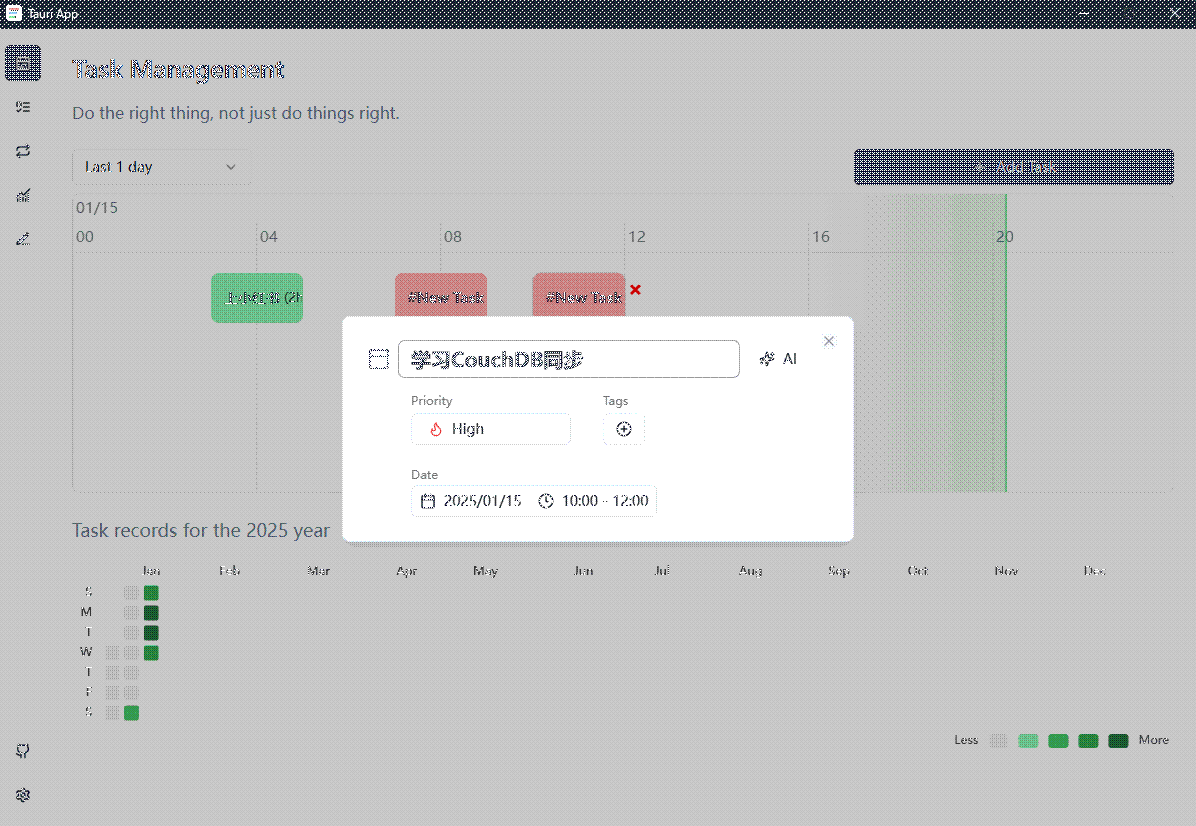 Tauri App
Task Management
Do the right thing, not just do things right.
Last 1 day
Add Task
01/15
00 04 08 12 16 20
(2h
#New Task
#New Task
学习CouchDB同步
AI
Priority
Tags
High
Date
2025/01/15 10:00 - 12:00
Task records for the 2025 year
Jan Feb Mar Apr May Jun Jul Aug Sep Oct Nov Dec
S
M
T
W
T
F
S
Less
More